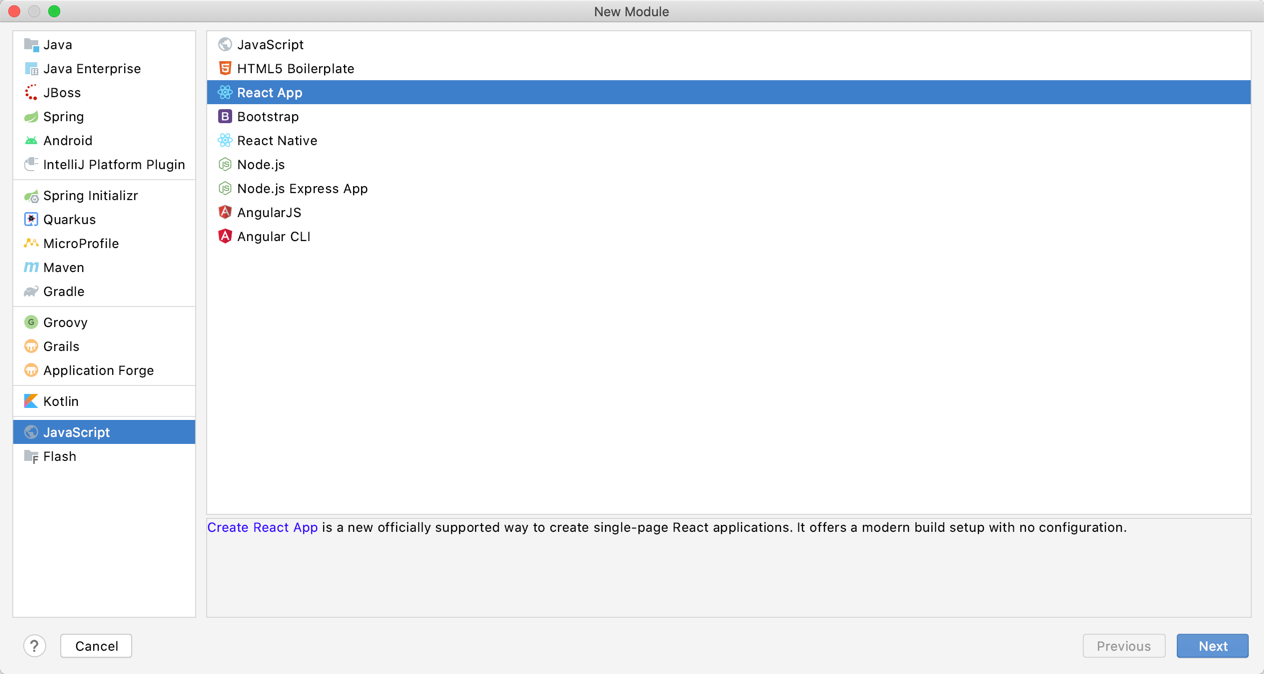 New Module
Java
Java Enterprise
JBoss
Spring
Android
IntelliJ Platform Plugin
Spring Initializr
Quarkus
MicroProfile
Maven
Gradle
Groovy
Grails
Application Forge
Kotlin
JavaScript
Flash
JavaScript
HTML5 Boilerplate
React App
Bootstrap
React Native
Node.js
Node.js Express App
AngularJS
Angular CLI
Create React App is a new officially supported way to create single-page React applications. It offers a modern build setup with no configuration.
? Cancel Previous Next